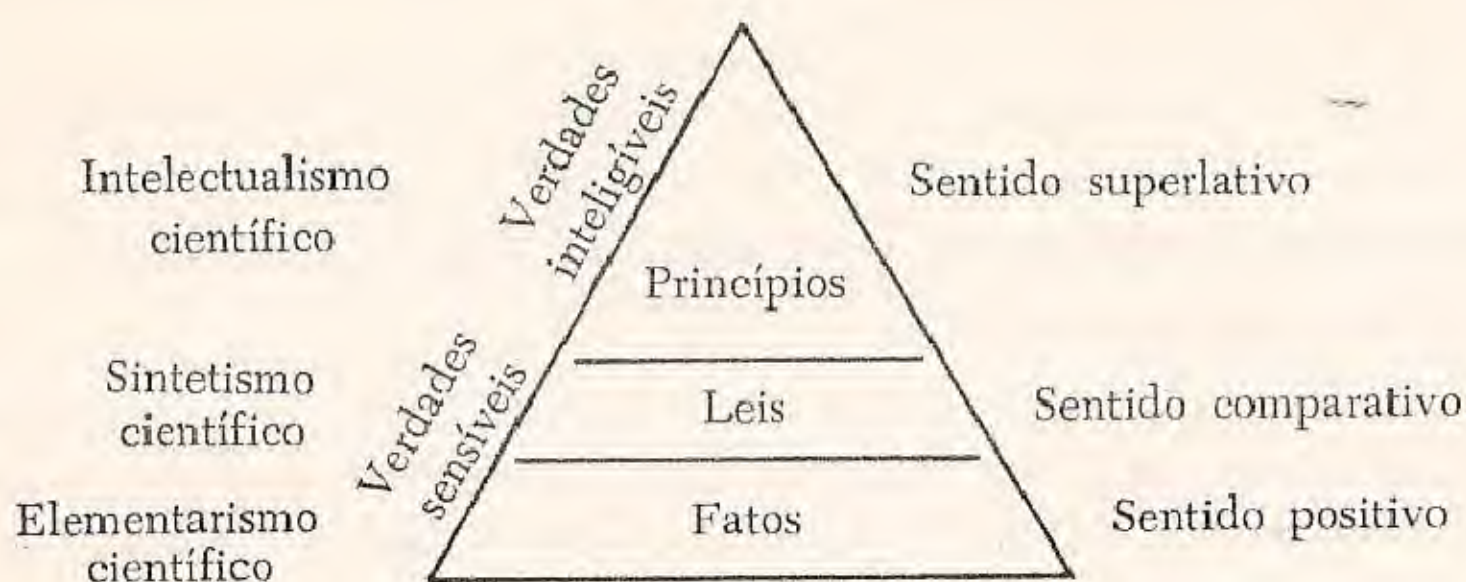 Verdades
inteligíveis
Intelectualismo
científico
Sentido superlativo
Princípios
Verdades
sensíveis
Sintetismo
científico
Leis
Sentido comparativo
Elementarismo
científico
Fatos
Sentido positivo